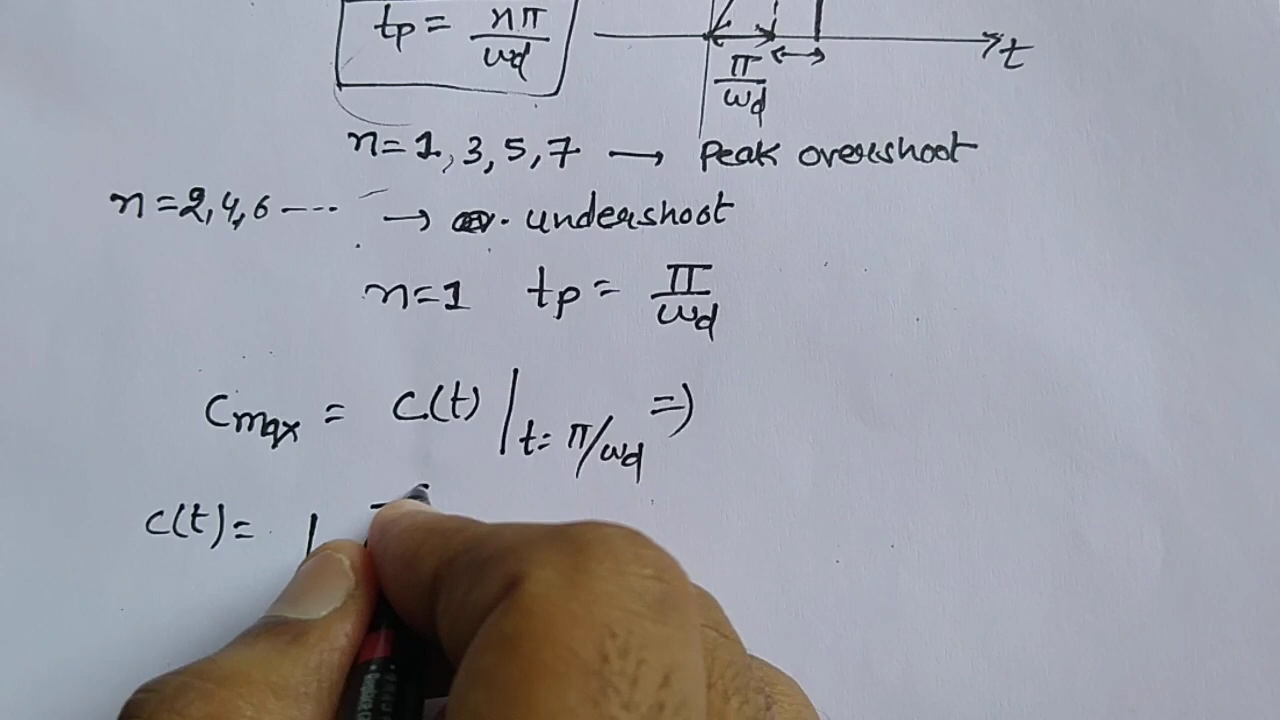 tp = nπ/ωd
t
π/ωd
n=1, 3, 5, 7 → Peak overshoot
n=2,4,6 ---- → . undershoot
n=1 tp = π/ωd
Cmax = C(t) | t= π/ωd =)
C(t)= 1